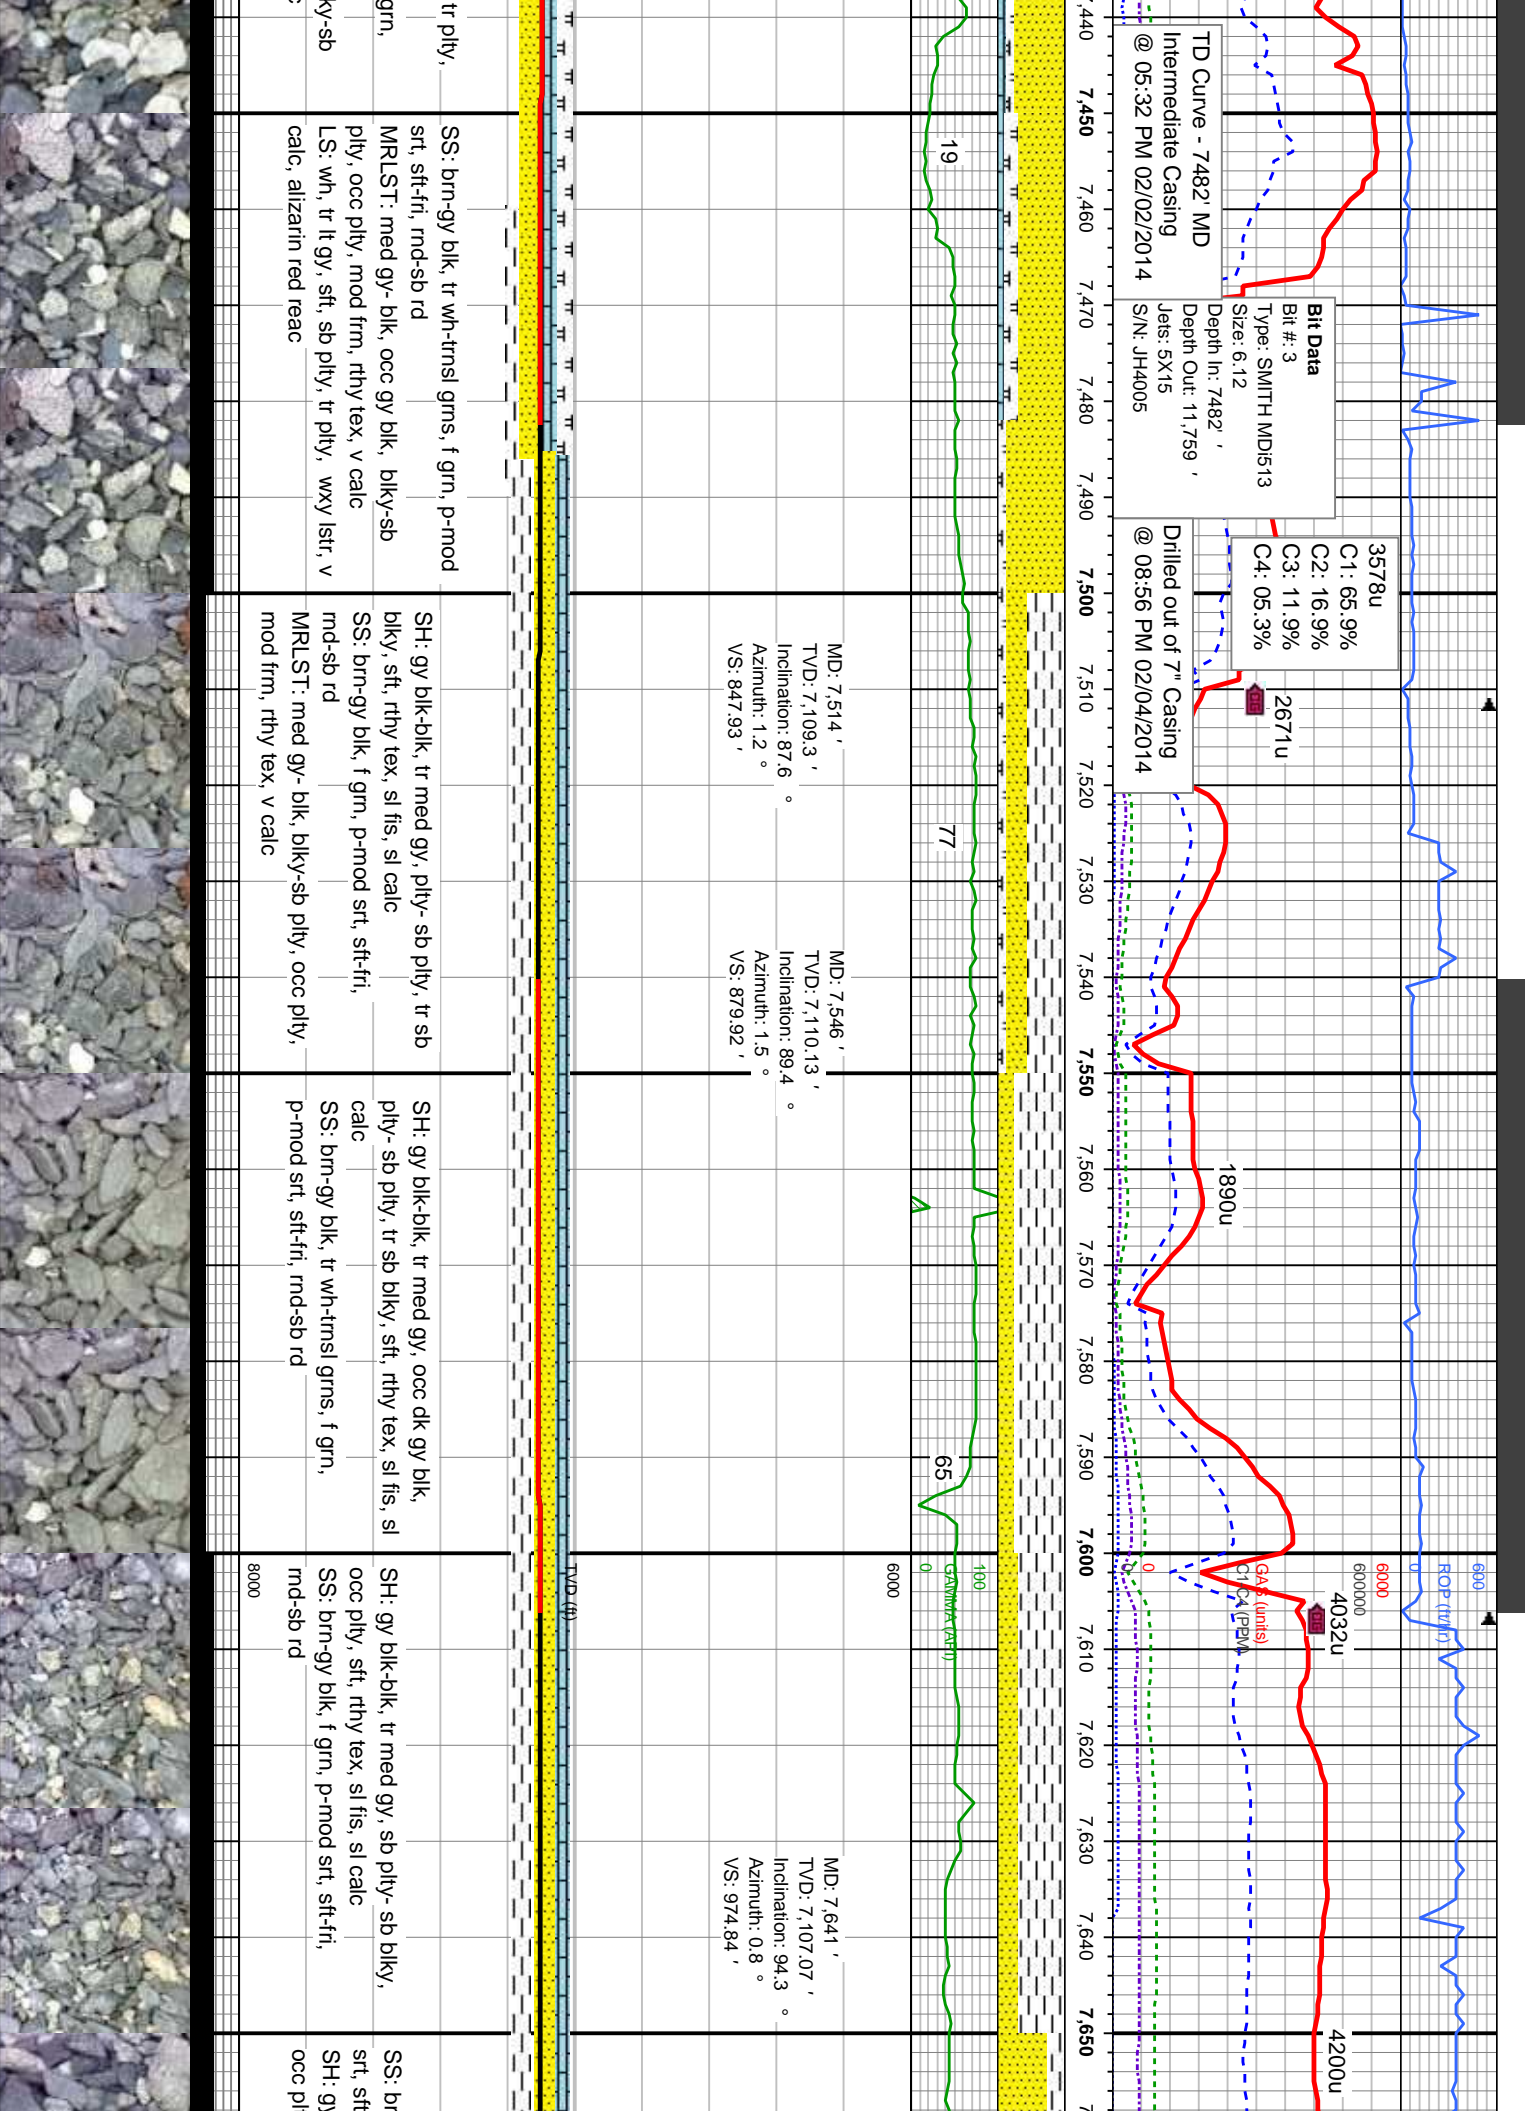 600
ROP (ft/hr)
0
6000
600000
GAS (units)
C1-C4 (PPM)
0
3578u
C1: 65.9%
C2: 16.9%
C3: 11.9%
C4: 05.3%
2671u
1890u
4032u
4200u
TD Curve - 7482' MD
Intermediate Casing
@ 05:32 PM 02/02/2014
Bit Data
Bit #: 3
Type: SMITH MDi513
Size: 6.12
Depth In: 7482' '
Depth Out: 11,759 '
Jets: 5X15
S/N: JH4005
Drilled out of 7" Casing
@ 08:56 PM 02/04/2014
7,440
7,450
7,460
7,470
7,480
7,490
7,500
7,510
7,520
7,530
7,540
7,550
7,560
7,570
7,580
7,590
7,600
7,610
7,620
7,630
7,640
7,650
100
GAMMA (API)
0
19
77
65
6000
TVD (ft)
8000
MD: 7,514 '
TVD: 7,109.3 '
Inclination: 87.6 °
Azimuth: 1.2 °
VS: 847.93 '
MD: 7,546 '
TVD: 7,110.13 '
Inclination: 89.4 °
Azimuth: 1.5 °
VS: 879.92 '
MD: 7,641 '
TVD: 7,107.07 '
Inclination: 94.3 °
Azimuth: 0.8 °
VS: 974.84 '
tr plty,
grn,
ky-sb
c
SS: brn-gy blk, tr wh-trnsl grns, f grn, p-mod
srt, sft-fri, rnd-sb rd
MRLST: med gy- blk, occ gy blk, blky-sb
plty, occ plty, mod frm, rthy tex, v calc
LS: wh, tr lt gy, sft, sb plty, tr plty, wxy lstr, v
calc, alizarin red reac
SH: gy blk-blk, tr med gy, plty- sb plty, tr sb
blky, sft, rthy tex, sl fis, sl calc
SS: brn-gy blk, f grn, p-mod srt, sft-fri,
rnd-sb rd
MRLST: med gy- blk, blky-sb plty, occ plty,
mod frm, rthy tex, v calc
SH: gy blk-blk, tr med gy, occ dk gy blk,
plty- sb plty, tr sb blky, sft, rthy tex, sl fis, sl
calc
SS: brn-gy blk, tr wh-trnsl grns, f grn,
p-mod srt, sft-fri, rnd-sb rd
SH: gy blk-blk, tr med gy, sb plty- sb blky,
occ plty, sft, rthy tex, sl fis, sl calc
SS: brn-gy blk, f grn, p-mod srt, sft-fri,
rnd-sb rd
SS: br
srt, sft
SH: gy
occ pl